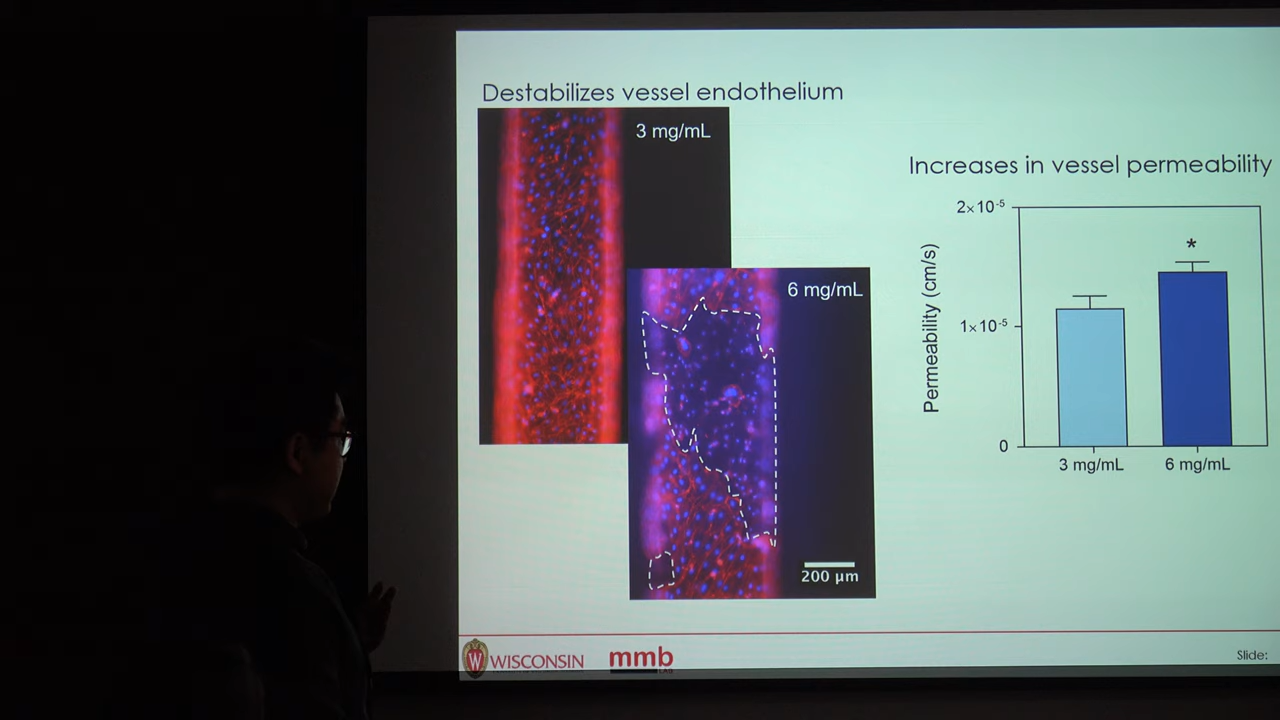 Destabilizes vessel endothelium
3 mg/mL
6 mg/mL
200 µm
Increases in vessel permeability
Permeability (cm/s)
2×10⁻⁵
1×10⁻⁵
0
*
3 mg/mL
6 mg/mL
W WISCONSIN
mmb
Slide: